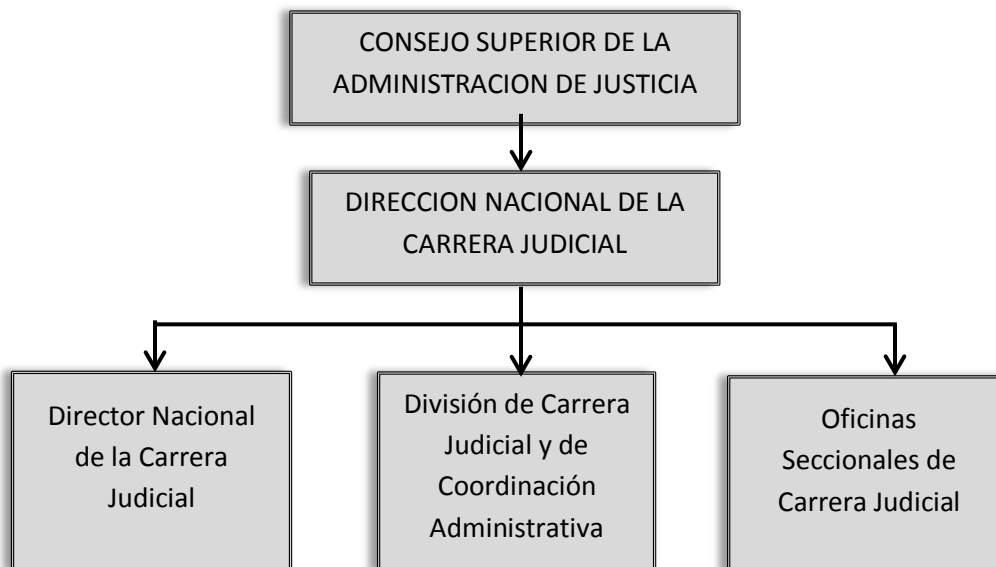 CONSEJO SUPERIOR DE LA
ADMINISTRACION DE JUSTICIA
DIRECCION NACIONAL DE LA
CARRERA JUDICIAL
Director Nacional
de la Carrera
Judicial
División de Carrera
Judicial y de
Coordinación
Administrativa
Oficinas
Seccionales de
Carrera Judicial